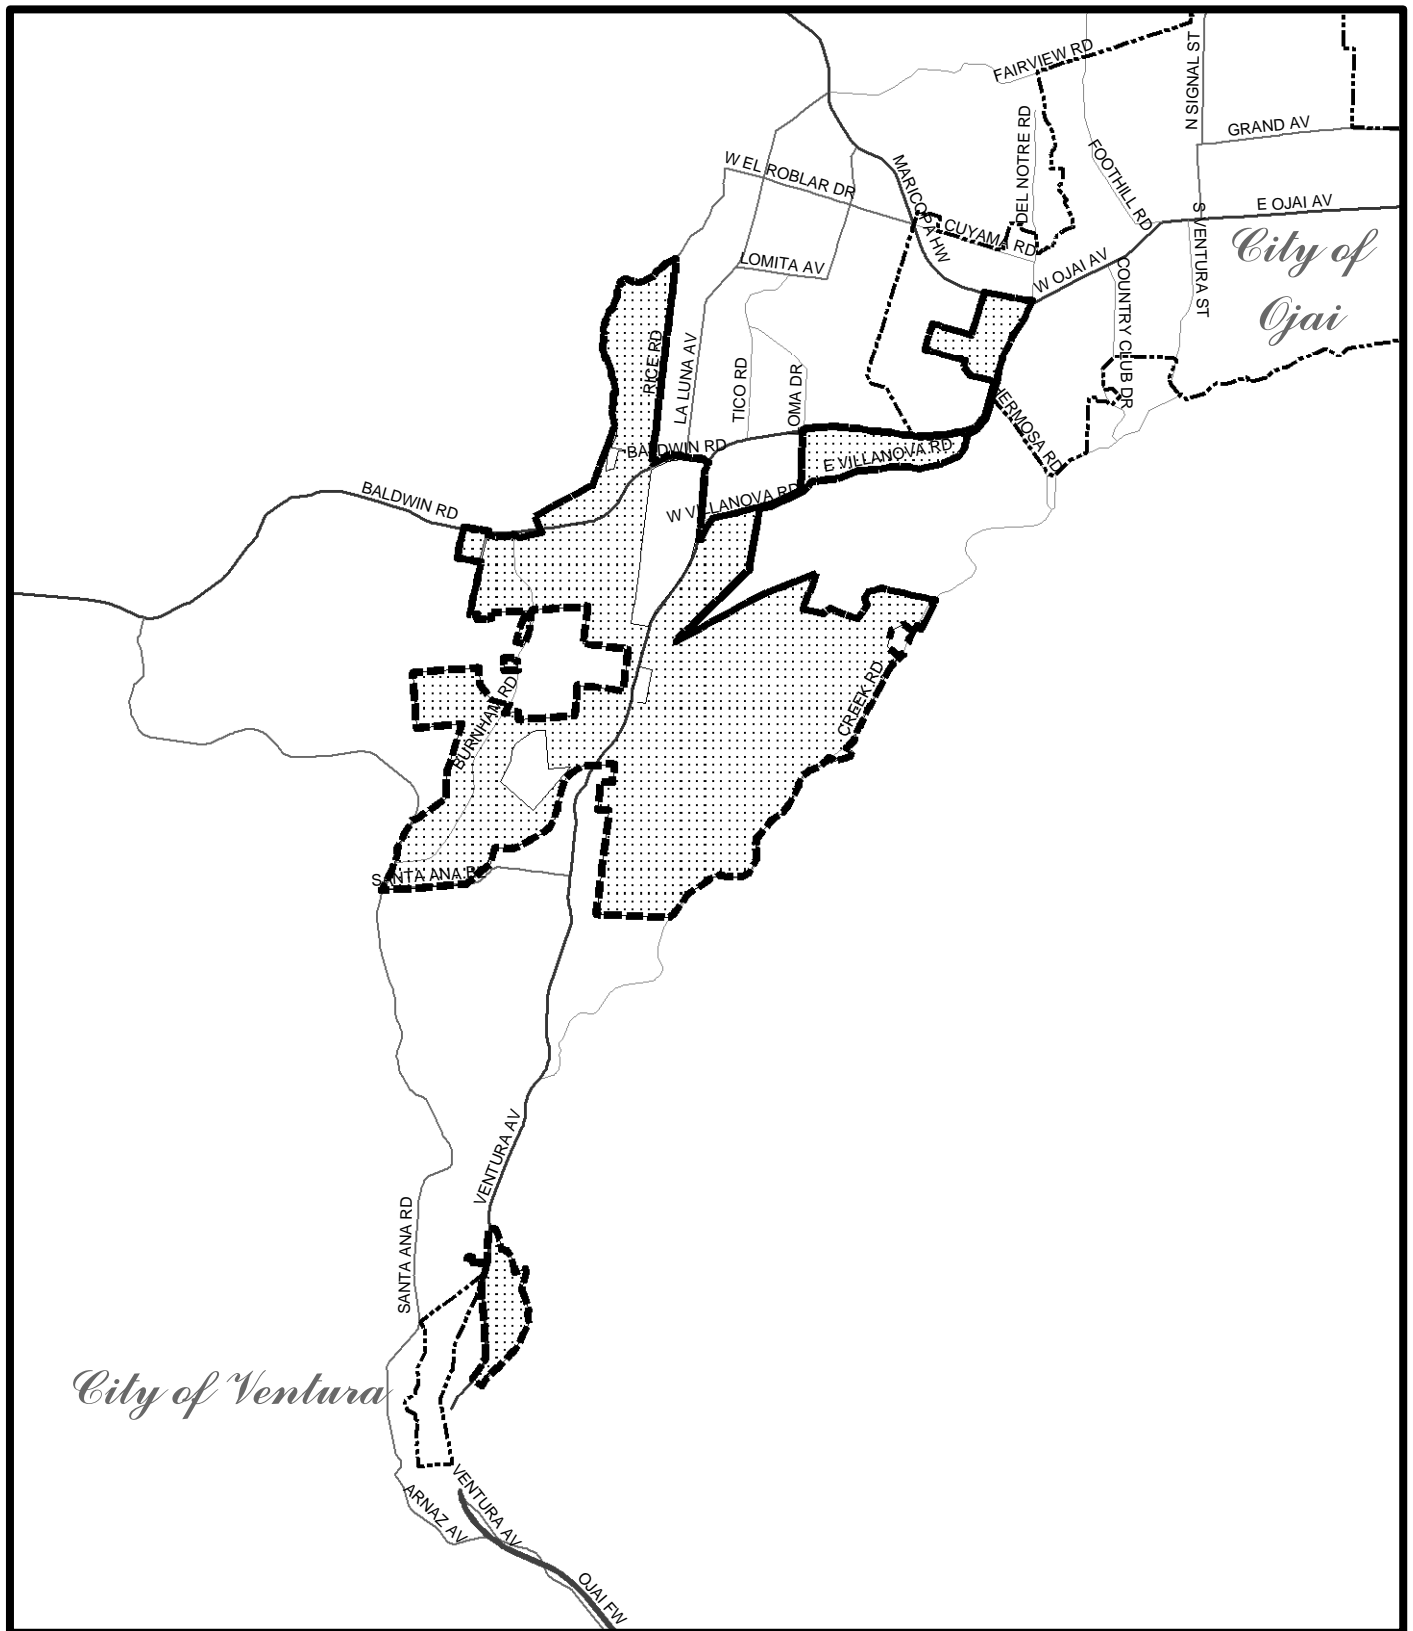 FAIRVIEW RD
N SIGNAL ST
GRAND AV
DEL NOTRE RD
FOOTHILL RD
W EL ROBLAR DR
MARICOPA HW
CUYAMA RD
E OJAI AV
S VENTURA ST
City of
Ojai
LOMITA AV
W OJAI AV
COUNTRY CLUB DR
RICE RD
LA LUNA AV
TICO RD
LOMA DR
HERMOSA RD
BALDWIN RD
E VILLANOVA RD
W VILLANOVA RD
BALDWIN RD
BURNHAM RD
CREEK RD
SANTA ANA BL
VENTURA AV
SANTA ANA RD
City of Ventura
VENTURA AV
ARNAZ AV
OJAI FW